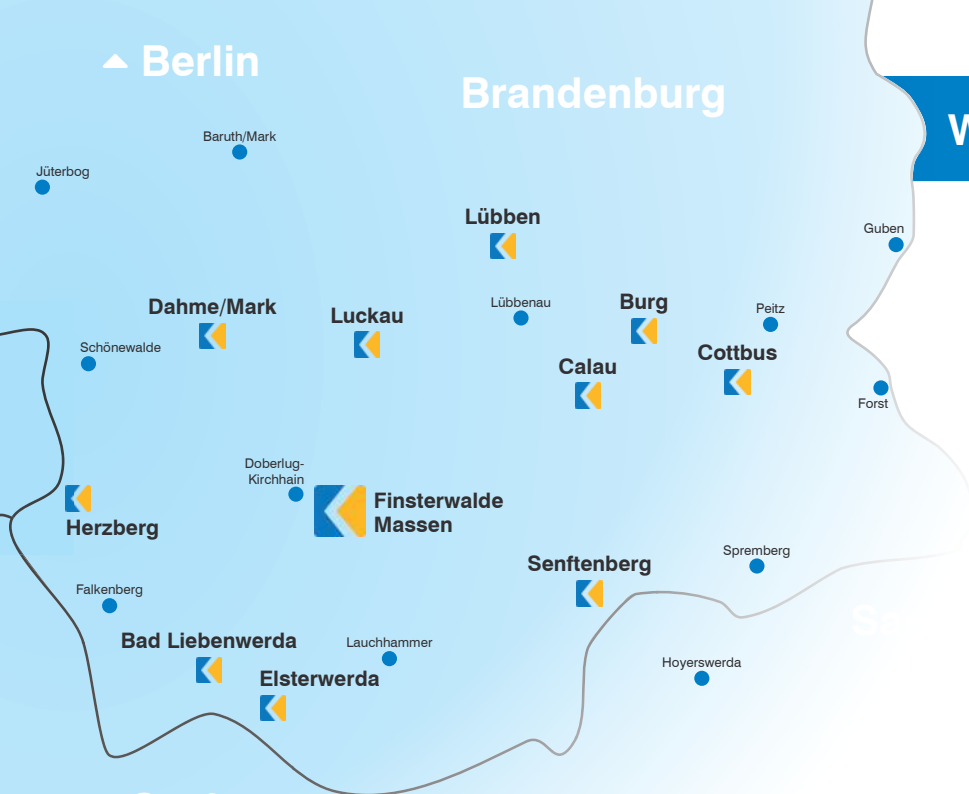 Berlin
Brandenburg
Baruth/Mark
Jüterbog
Lübben
Guben
Dahme/Mark
Luckau
Lübbenau
Burg
Peitz
Schönewalde
Calau
Cottbus
Forst
Doberlug-
Kirchhain
Finsterwalde
Massen
Herzberg
Senftenberg
Spremberg
Falkenberg
Bad Liebenwerda
Lauchhammer
Elsterwerda
Hoyerswerda